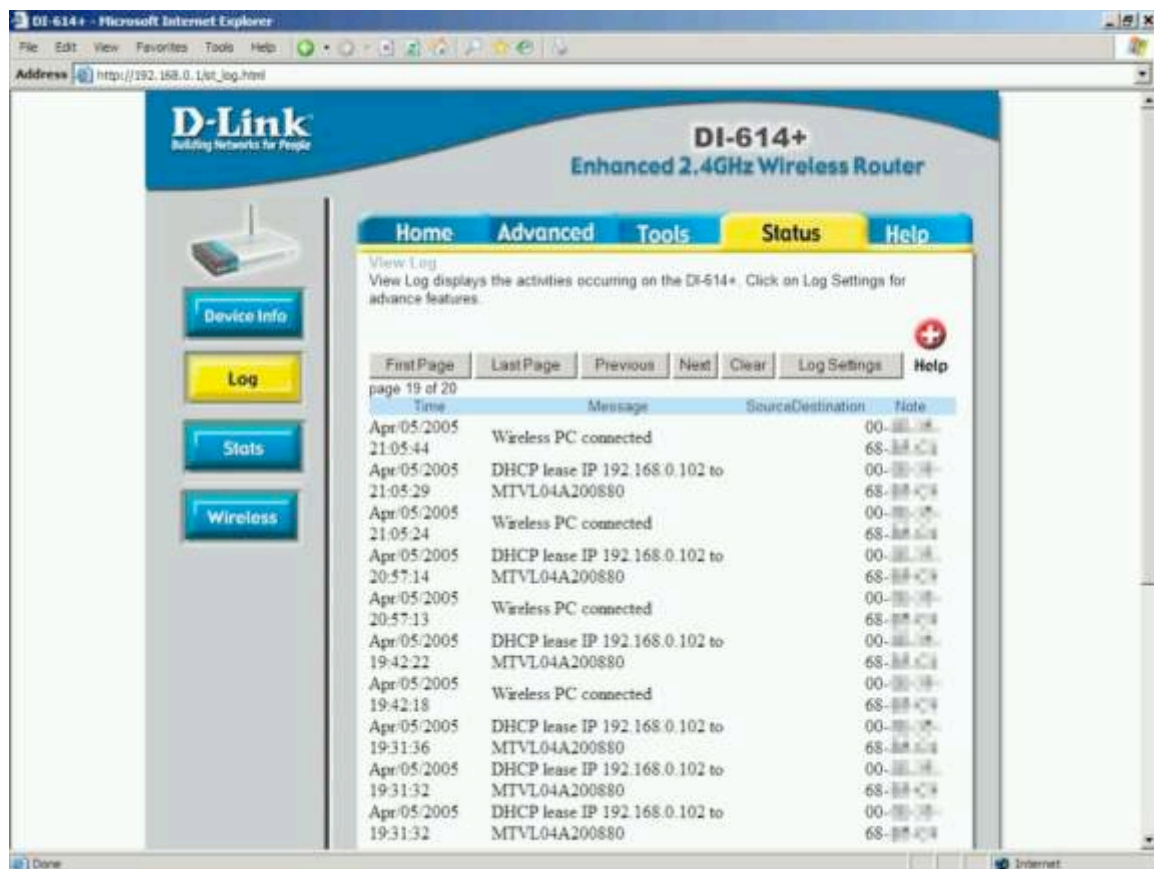 DI-614+ - Microsoft Internet Explorer
File Edit View Favorites Tools Help
Address http://192.168.0.1/st_log.html
D-Link
Building Networks for People
DI-614+
Enhanced 2.4GHz Wireless Router
Home Advanced Tools Status Help
View Log
View Log displays the activities occurring on the DI-614+. Click on Log Settings for
advance features.
Device Info
Log
Stats
Wireless
Help
First Page Last Page Previous Next Clear Log Settings
page 19 of 20
Time Message Source Destination Note
Apr/05/2005 00-
21:05:44 Wireless PC connected 68-
Apr/05/2005 DHCP lease IP 192.168.0.102 to 00-
21:05:29 MTVL04A200880 68-
Apr/05/2005 00-
21:05:24 Wireless PC connected 68-
Apr/05/2005 DHCP lease IP 192.168.0.102 to 00-
20:57:14 MTVL04A200880 68-
Apr/05/2005 00-
20:57:13 Wireless PC connected 68-
Apr/05/2005 DHCP lease IP 192.168.0.102 to 00-
19:42:22 MTVL04A200880 68-
Apr/05/2005 00-
19:42:18 Wireless PC connected 68-
Apr/05/2005 DHCP lease IP 192.168.0.102 to 00-
19:31:36 MTVL04A200880 68-
Apr/05/2005 DHCP lease IP 192.168.0.102 to 00-
19:31:32 MTVL04A200880 68-
Apr/05/2005 DHCP lease IP 192.168.0.102 to 00-
19:31:32 MTVL04A200880 68-
Done Internet